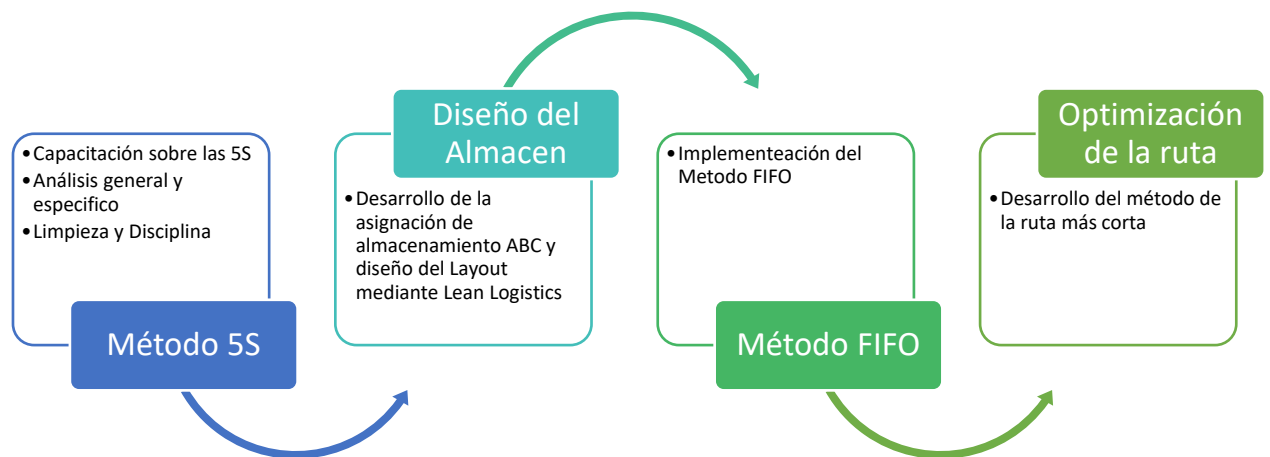 •Capacitación sobre las 5S
•Análisis general y
especifico
•Limpieza y Disciplina
Método 5S
Diseño del
Almacen
•Desarrollo de la
asignación de
almacenamiento ABC y
diseño del Layout
mediante Lean Logistics
•Implementeación del
Metodo FIFO
Método FIFO
Optimización
de la ruta
•Desarrollo del método de
la ruta más corta